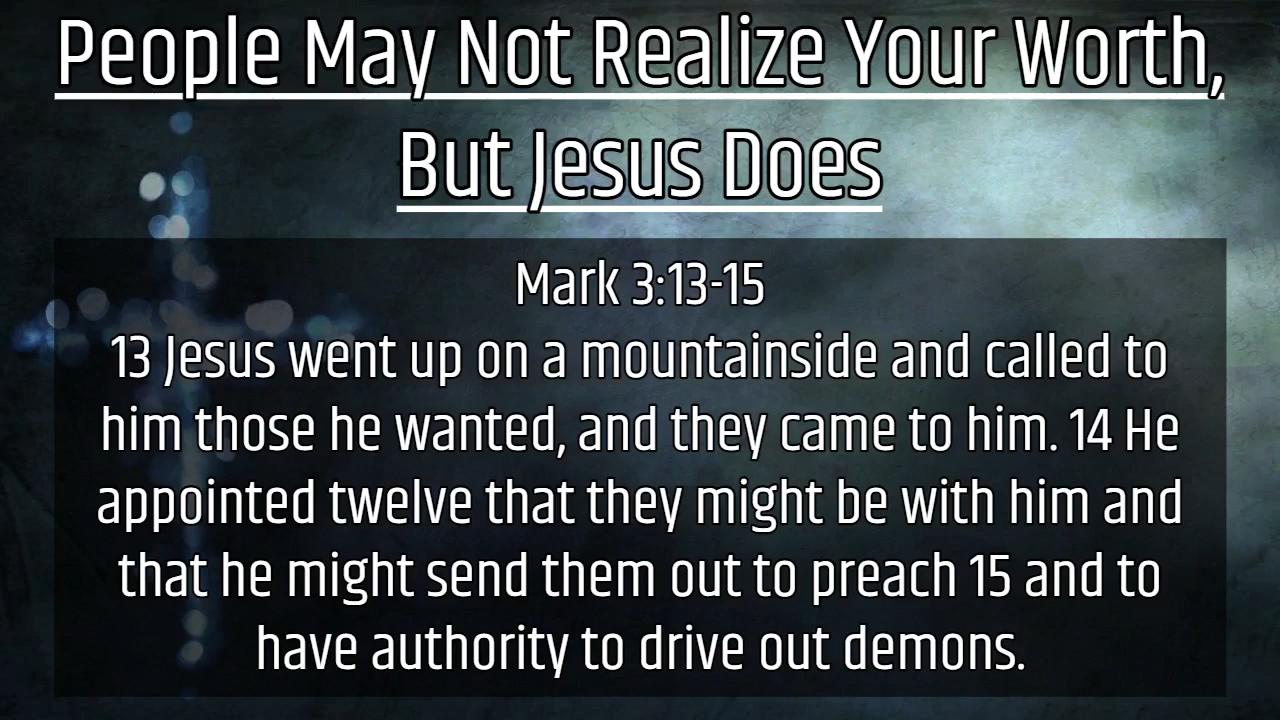 People May Not Realize Your Worth,
But Jesus Does
Mark 3:13-15
13 Jesus went up on a mountainside and called to
him those he wanted, and they came to him. 14 He
appointed twelve that they might be with him and
that he might send them out to preach 15 and to
have authority to drive out demons.